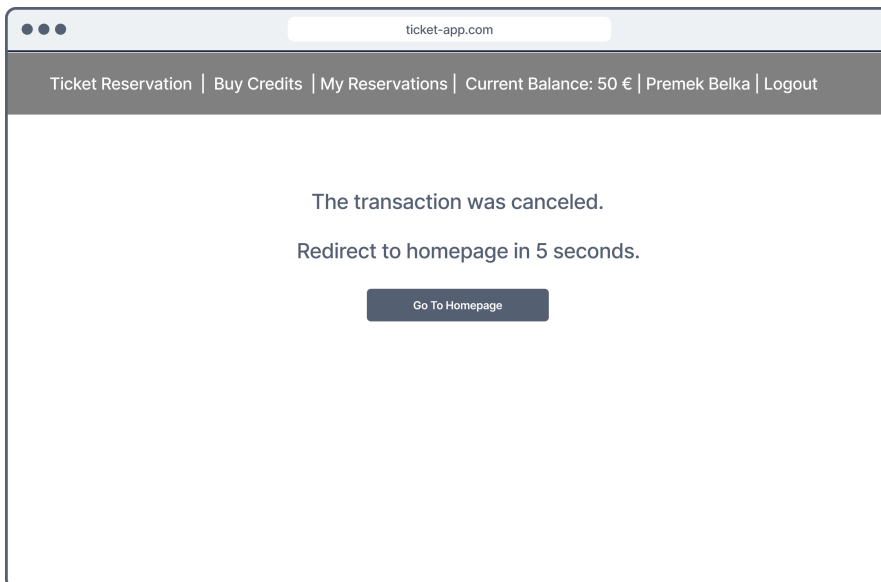 ticket-app.com
Ticket Reservation | Buy Credits | My Reservations | Current Balance: 50 € | Premek Belka | Logout
The transaction was canceled.
Redirect to homepage in 5 seconds.
Go To Homepage